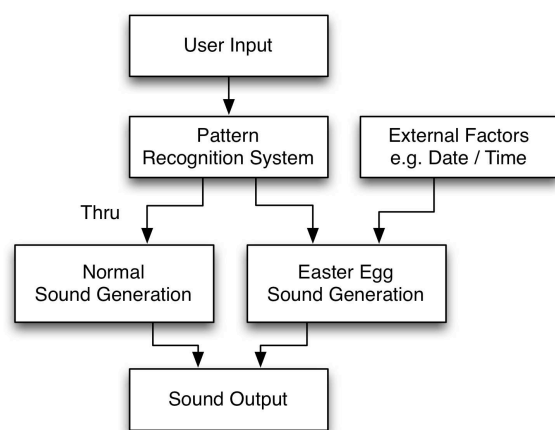 User Input
Pattern
Recognition System
External Factors
e.g. Date / Time
Thru
Normal
Sound Generation
Easter Egg
Sound Generation
Sound Output